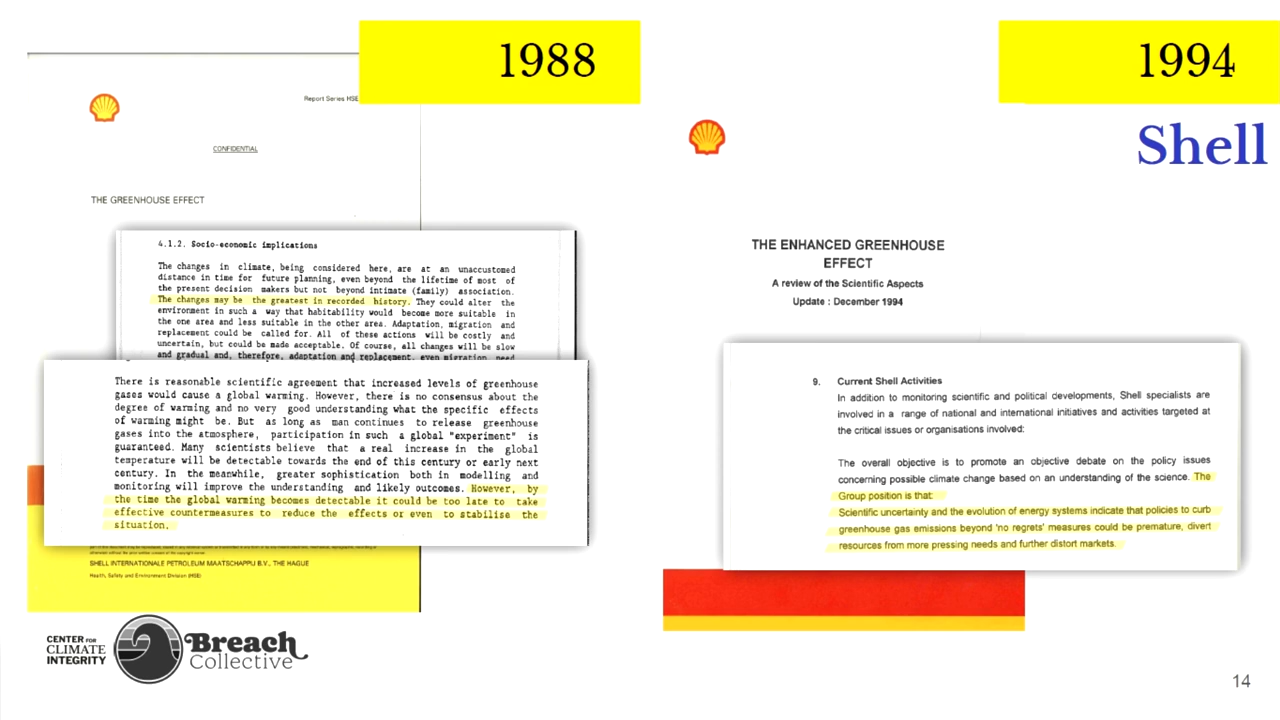 1988
Report Series HSE
CONFIDENTIAL
THE GREENHOUSE EFFECT
4.1.2. Socio-economic implications
The changes in climate, being considered here, are at an unaccustomed
distance in time for future planning, even beyond the lifetime of most of
the present decision makers but not beyond intimate (family) association.
The changes may be the greatest in recorded history. They could alter the
environment in such a way that habitability would become more suitable in
the one area and less suitable in the other area. Adaptation, migration and
replacement could be called for. All of these actions will be costly and
uncertain, but could be made acceptable. Of course, all changes will be slow
and gradual and, therefore, adaptation and replacement, even migration, need
There is reasonable scientific agreement that increased levels of greenhouse
gases would cause a global warming. However, there is no consensus about the
degree of warming and no very good understanding what the specific effects
of warming might be. But as long as man continues to release greenhouse
gases into the atmosphere, participation in such a global "experiment" is
guaranteed. Many scientists believe that a real increase in the global
temperature will be detectable towards the end of this century or early next
century. In the meanwhile, greater sophistication both in modelling and
monitoring will improve the understanding and likely outcomes. However, by
the time the global warming becomes detectable it could be too late to take
effective countermeasures to reduce the effects or even to stabilise the
situation.
SHELL INTERNATIONALE PETROLEUM MAATSCHAPPIJ B.V., THE HAGUE
Health, Safety and Environment Division (HSE)
CENTER FOR
CLIMATE
INTEGRITY
Breach
Collective
1994
Shell
THE ENHANCED GREENHOUSE
EFFECT
A review of the Scientific Aspects
Update : December 1994
9. Current Shell Activities
In addition to monitoring scientific and political developments, Shell specialists are
involved in a range of national and international initiatives and activities targeted at
the critical issues or organisations involved:
The overall objective is to promote an objective debate on the policy issues
concerning possible climate change based on an understanding of the science. The
Group position is that:
Scientific uncertainty and the evolution of energy systems indicate that policies to curb
greenhouse gas emissions beyond 'no regrets' measures could be premature, divert
resources from more pressing needs and further distort markets.
14